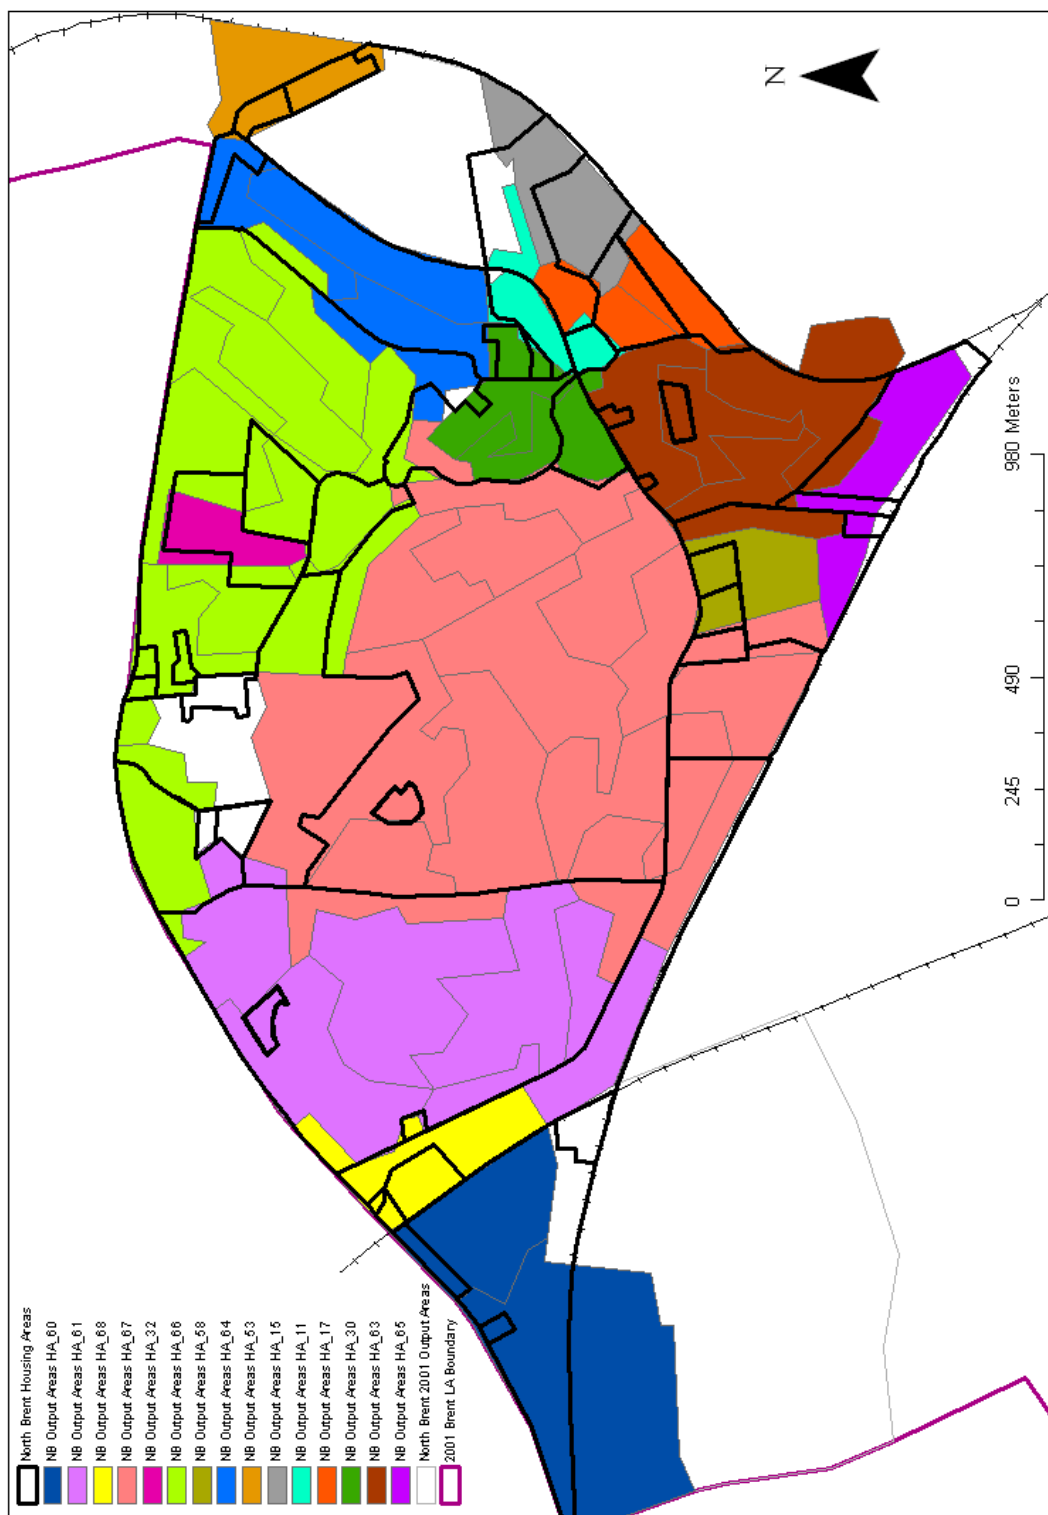 North Brent Housing Areas
NB Output Areas HA_60
NB Output Areas HA_61
NB Output Areas HA_68
NB Output Areas HA_67
NB Output Areas HA_32
NB Output Areas HA_66
NB Output Areas HA_58
NB Output Areas HA_64
NB Output Areas HA_53
NB Output Areas HA_15
NB Output Areas HA_11
NB Output Areas HA_17
NB Output Areas HA_30
NB Output Areas HA_63
NB Output Areas HA_65
North Brent 2001 Output Areas
2001 Brent LA Boundary
0 245 490 980 Meters
N